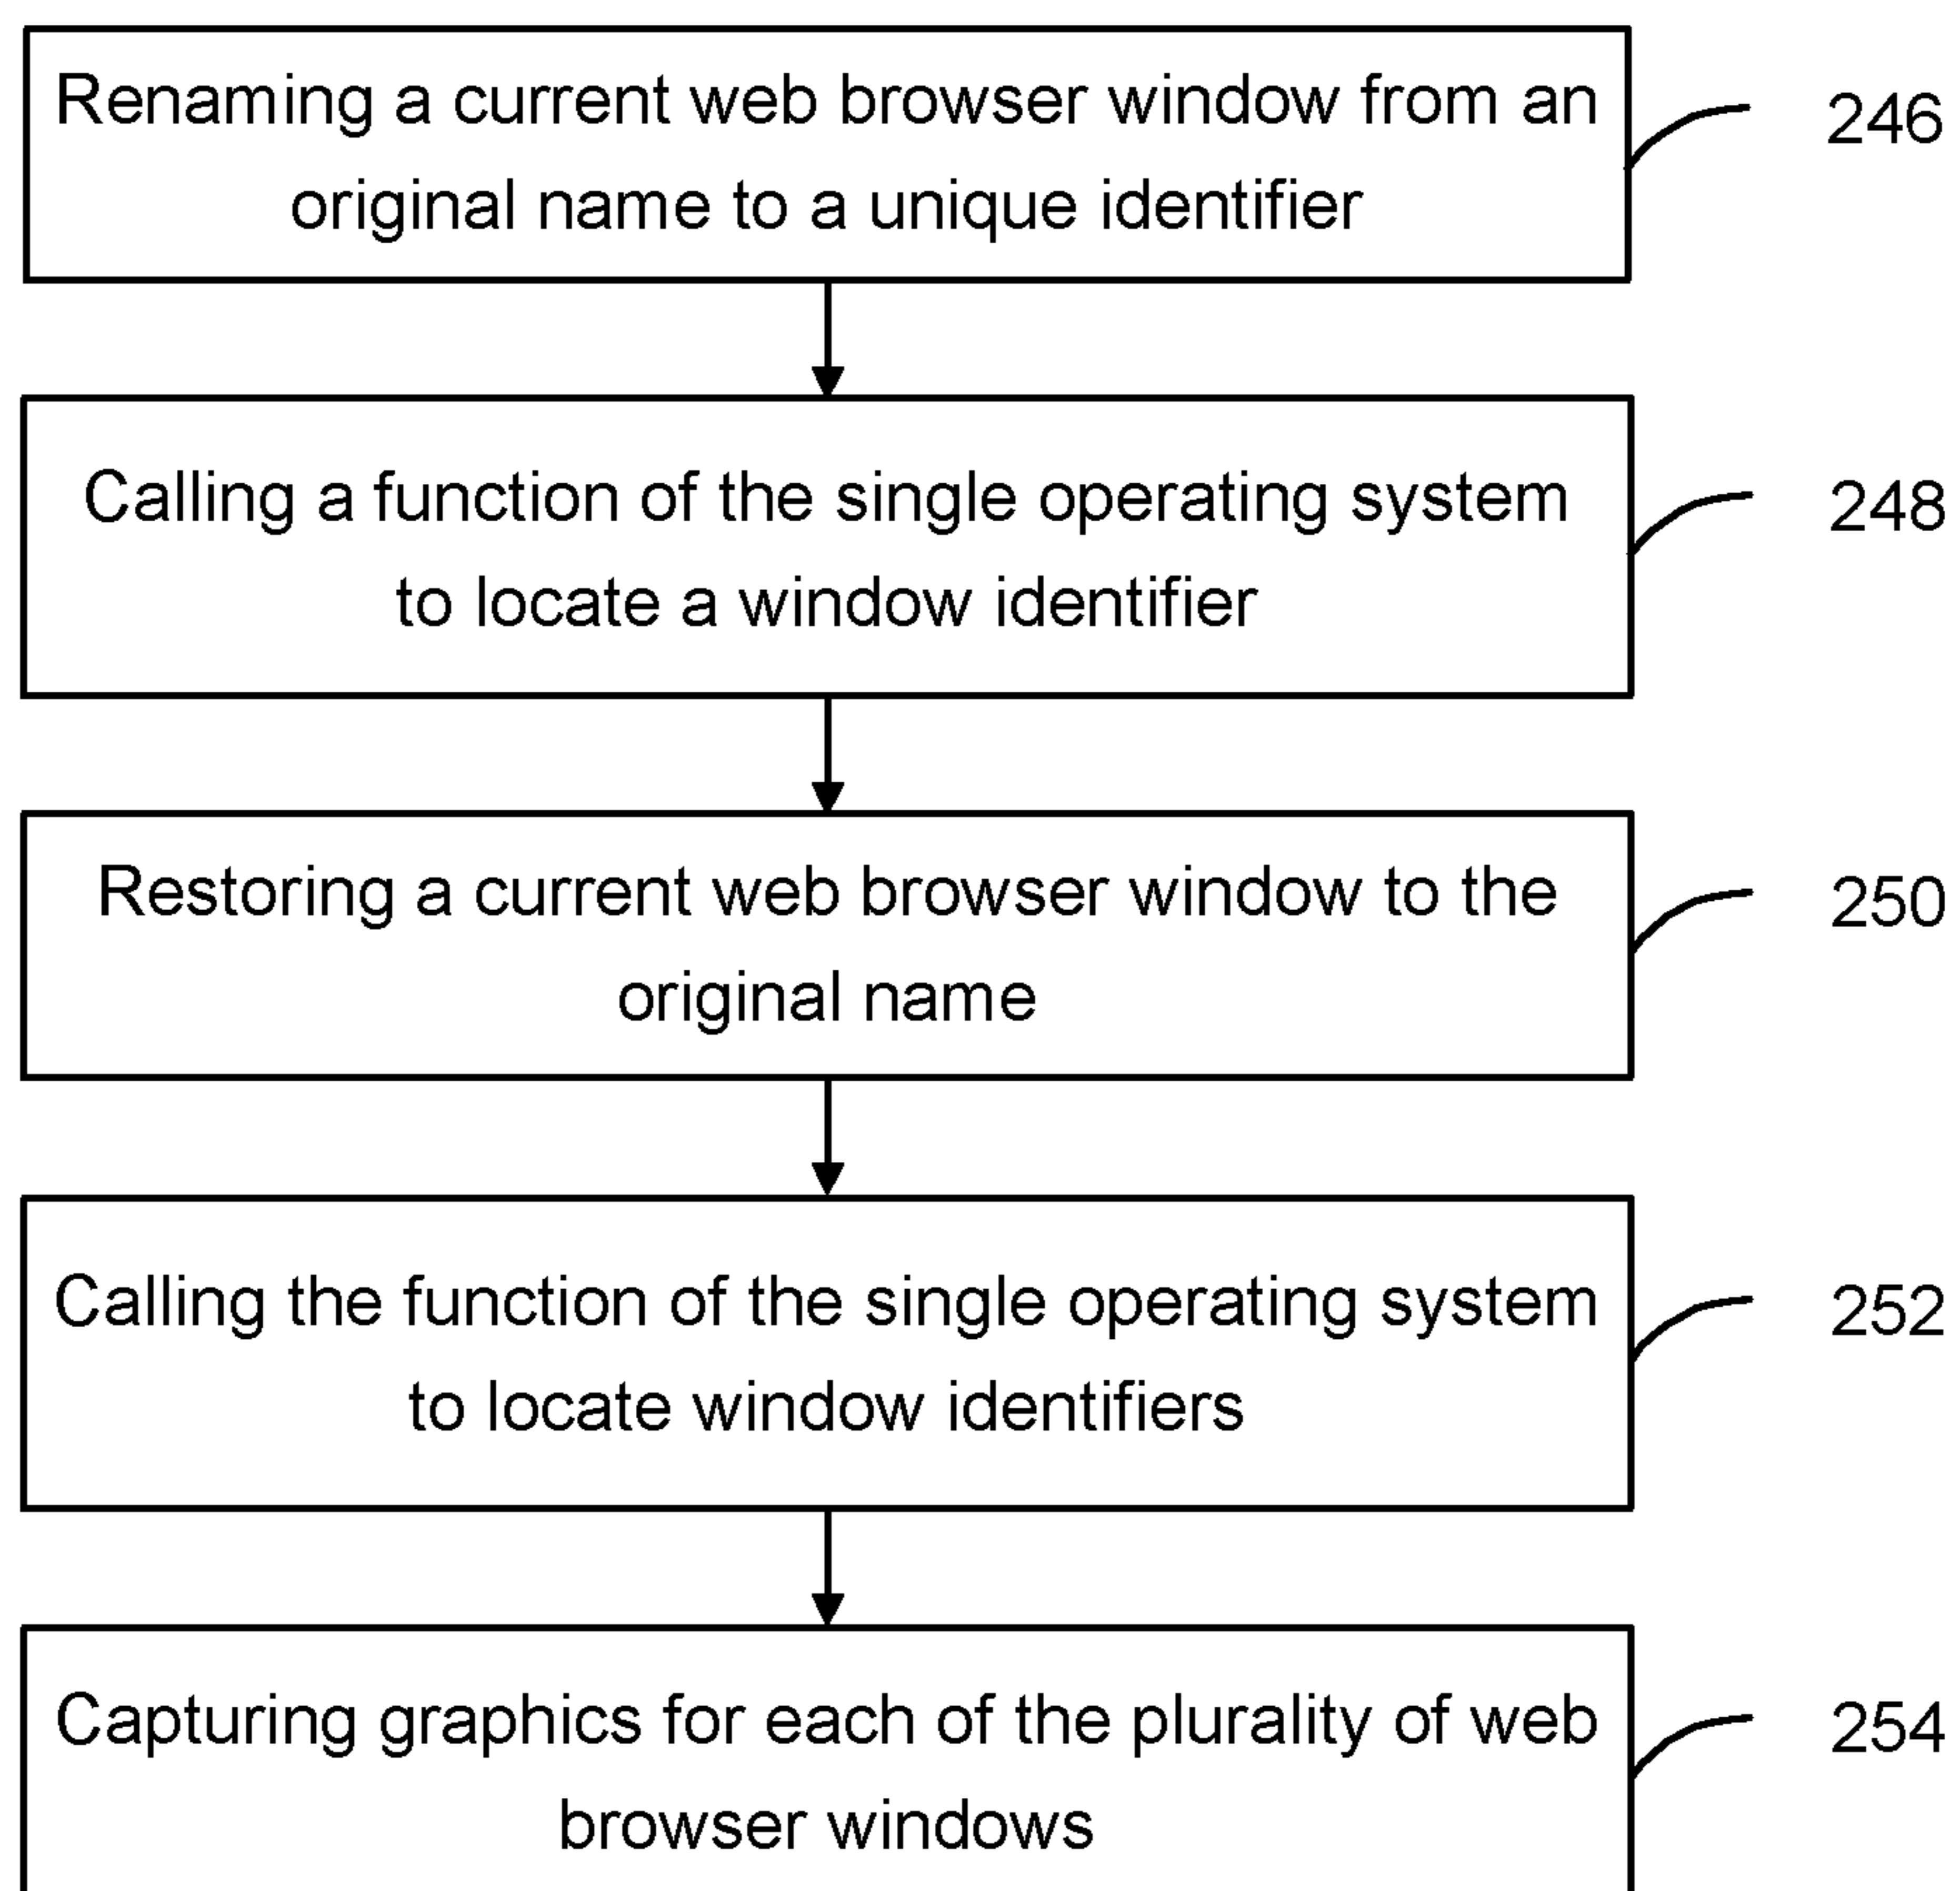 Renaming a current web browser window from an
original name to a unique identifier
246
Calling a function of the single operating system
to locate a window identifier
248
Restoring a current web browser window to the
original name
250
Calling the function of the single operating system
to locate window identifiers
252
Capturing graphics for each of the plurality of web
browser windows
254